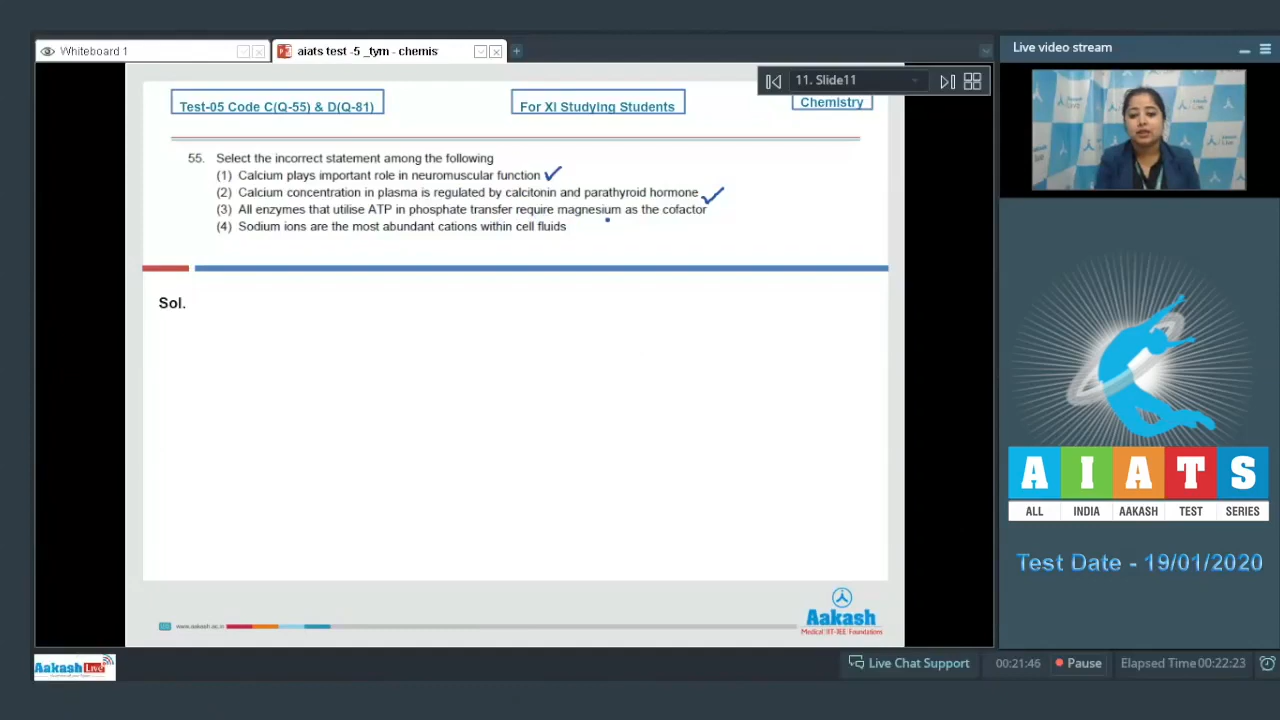 Whiteboard 1
aiats test -5 _tym - chemis
Live video stream
11. Slide11
Test-05 Code C(Q-55) & D(Q-81)
For XI Studying Students
Chemistry
55. Select the incorrect statement among the following
(1) Calcium plays important role in neuromuscular function
(2) Calcium concentration in plasma is regulated by calcitonin and parathyroid hormone
(3) All enzymes that utilise ATP in phosphate transfer require magnesium as the cofactor
(4) Sodium ions are the most abundant cations within cell fluids
Sol.
A I A T S
ALL INDIA AAKASH TEST SERIES
Test Date - 19/01/2020
www.aakash.ac.in
Aakash
Medical|IIT-JEE|Foundations
Aakash Live
Live Chat Support
00:21:46
Pause
Elapsed Time 00:22:23